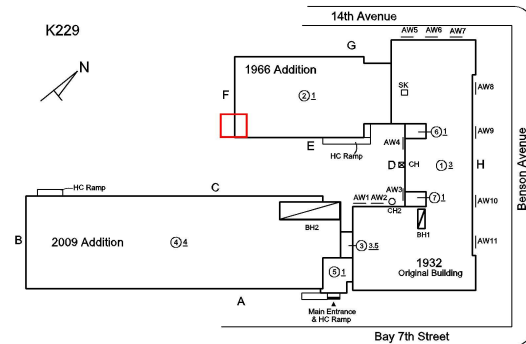 K229
N
14th Avenue
AW5 AW6 AW7
G
1966 Addition
F
2 1
SK
AW8
6 1
AW9
E
HC Ramp
AW4
D
CH
1 3
H
Benson Avenue
HC Ramp
C
AW3
7 1
AW1 AW2
CH2
AW10
BH2
BH1
B
2009 Addition
4 4
3 3.5
AW11
5 1
1932
Original Building
A
Main Entrance
& HC Ramp
Bay 7th Street